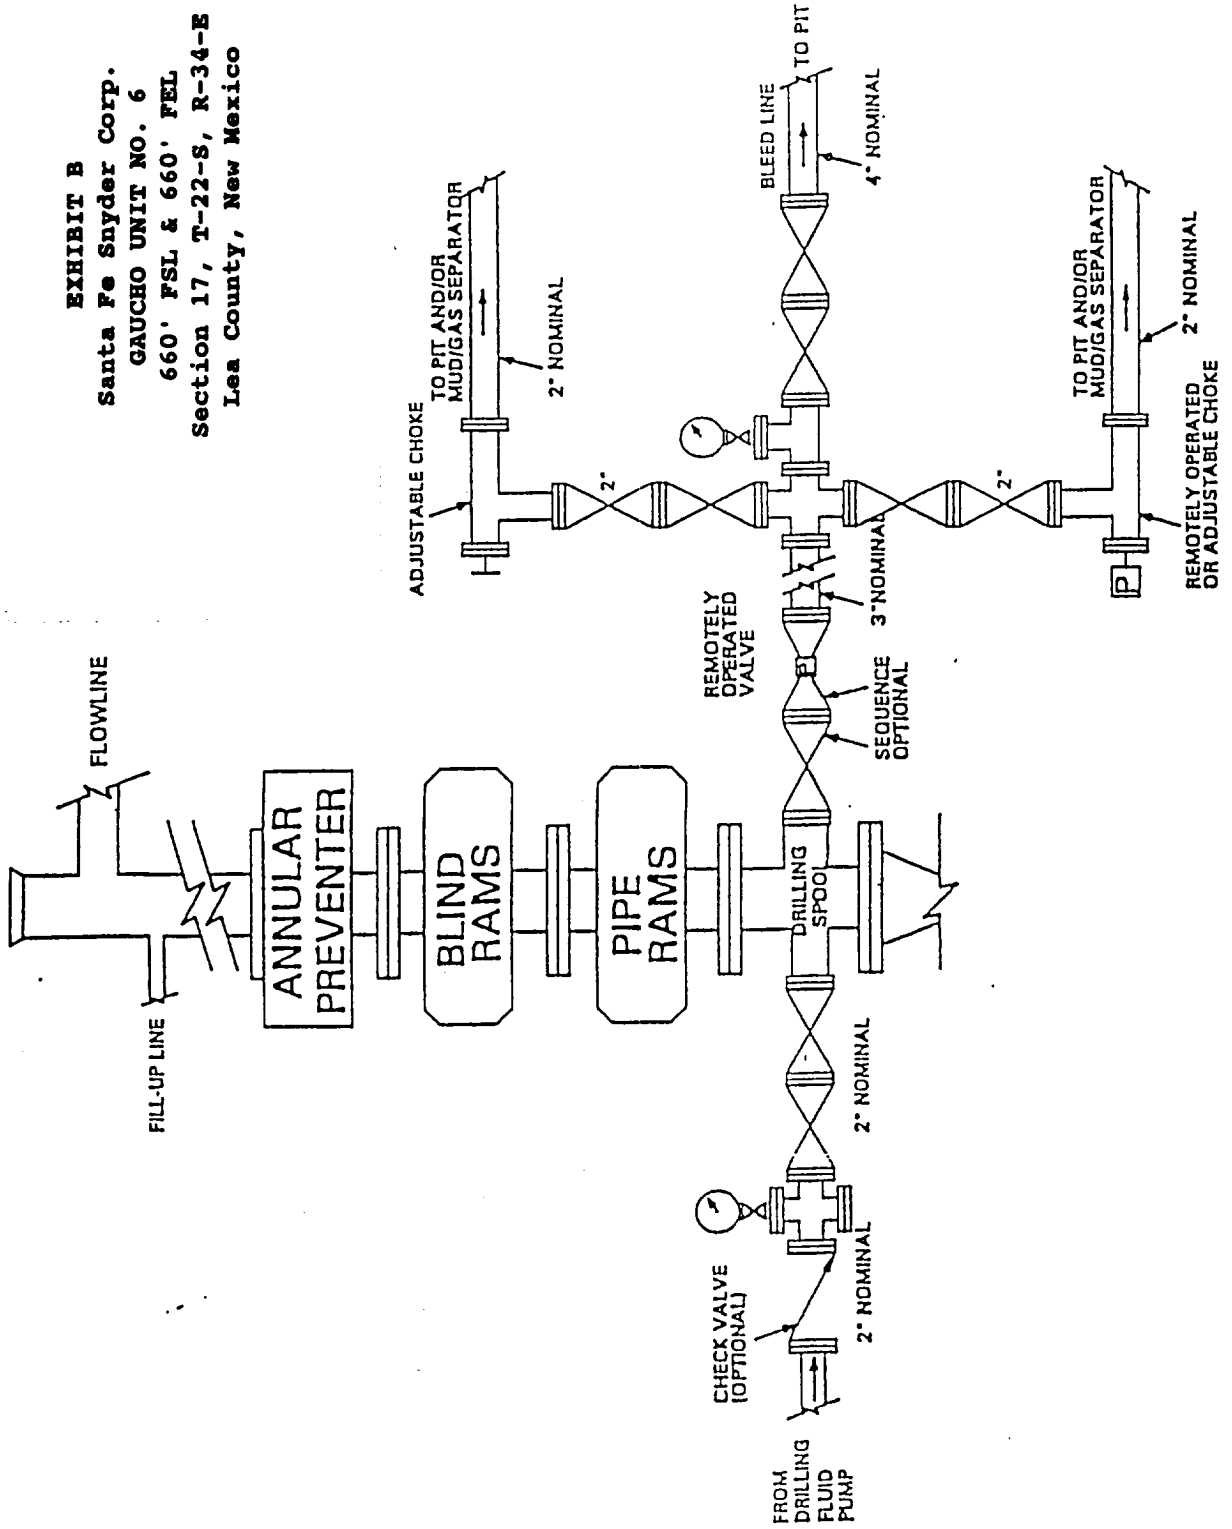 EXHIBIT B
Santa Fe Snyder Corp.
GAUCHO UNIT NO. 6
660' FSL & 660' FEL
Section 17, T-22-S, R-34-E
Lea County, New Mexico
FLOWLINE
FILL-UP LINE
ANNULAR
PREVENTER
BLIND
RAMS
PIPE
RAMS
DRILLING
SPOOL
FROM
DRILLING
FLUID
PUMP
CHECK VALVE
(OPTIONAL)
2" NOMINAL
2" NOMINAL
SEQUENCE
OPTIONAL
REMOTELY
OPERATED
VALVE
P
3" NOMINAL
ADJUSTABLE CHOKE
TO PIT AND/OR
MUD/GAS SEPARATOR
2" NOMINAL
2"
BLEED LINE
TO PIT
4" NOMINAL
2"
TO PIT AND/OR
MUD/GAS SEPARATOR
2" NOMINAL
P
REMOTELY OPERATED
OR ADJUSTABLE CHOKE